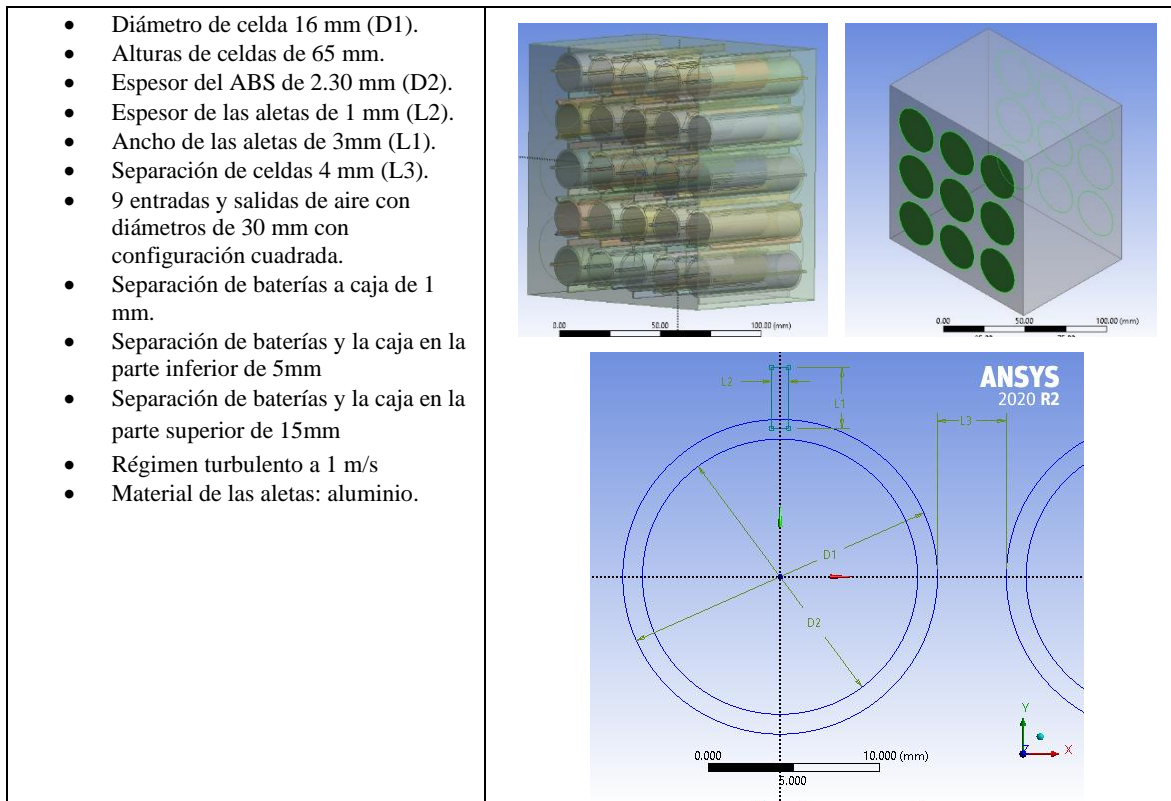 • Diámetro de celda 16 mm (D1).
• Alturas de celdas de 65 mm.
• Espesor del ABS de 2.30 mm (D2).
• Espesor de las aletas de 1 mm (L2).
• Ancho de las aletas de 3mm (L1).
• Separación de celdas 4 mm (L3).
• 9 entradas y salidas de aire con
diámetros de 30 mm con
configuración cuadrada.
• Separación de baterías a caja de 1
mm.
• Separación de baterías y la caja en la
parte inferior de 5mm
• Separación de baterías y la caja en la
parte superior de 15mm
• Régimen turbulento a 1 m/s
• Material de las aletas: aluminio.
0.00 50.00 100.00 (mm)
0.00 50.00 100.00 (mm)
75.00
ANSYS
2020 R2
L2
L1
L3
D1
D2
0.000 10.000 (mm)
5.000
Y
X
Z